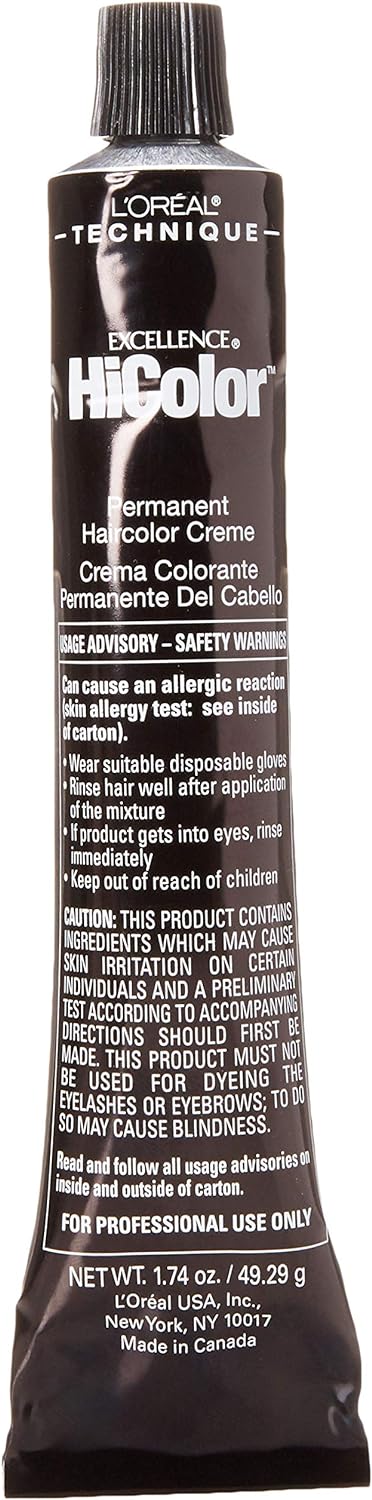 L'ORÉAL®
TECHNIQUE
EXCELLENCE®
HiColor™
Permanent
Haircolor Creme
Crema Colorante
Permanente Del Cabello
USAGE ADVISORY – SAFETY WARNINGS
Can cause an allergic reaction
(skin allergy test: see inside
of carton).
• Wear suitable disposable gloves
• Rinse hair well after application
of the mixture
• If product gets into eyes, rinse
immediately
• Keep out of reach of children
CAUTION: THIS PRODUCT CONTAINS
INGREDIENTS WHICH MAY CAUSE
SKIN IRRITATION ON CERTAIN
INDIVIDUALS AND A PRELIMINARY
TEST ACCORDING TO ACCOMPANYING
DIRECTIONS SHOULD FIRST BE
MADE. THIS PRODUCT MUST NOT
BE USED FOR DYEING THE
EYELASHES OR EYEBROWS; TO DO
SO MAY CAUSE BLINDNESS.
Read and follow all usage advisories on
inside and outside of carton.
FOR PROFESSIONAL USE ONLY
NET WT. 1.74 oz. / 49.29 g
L'Oréal USA, Inc.,
New York, NY 10017
Made in Canada